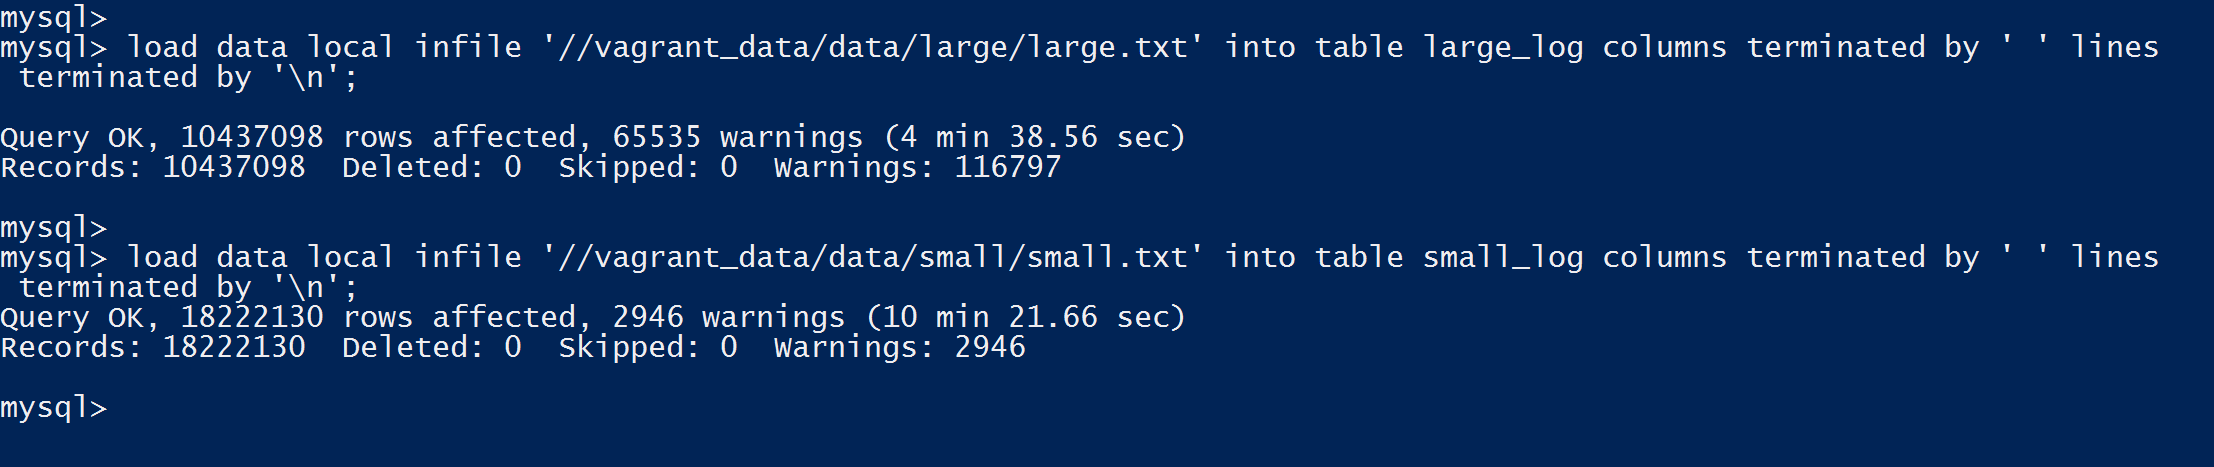 mysql>
mysql> load data local infile '//vagrant_data/data/large/large.txt' into table large_log columns terminated by ' ' lines
 terminated by '\n';
Query OK, 10437098 rows affected, 65535 warnings (4 min 38.56 sec)
Records: 10437098  Deleted: 0  Skipped: 0  Warnings: 116797
mysql>
mysql> load data local infile '//vagrant_data/data/small/small.txt' into table small_log columns terminated by ' ' lines
 terminated by '\n';
Query OK, 18222130 rows affected, 2946 warnings (10 min 21.66 sec)
Records: 18222130  Deleted: 0  Skipped: 0  Warnings: 2946
mysql>